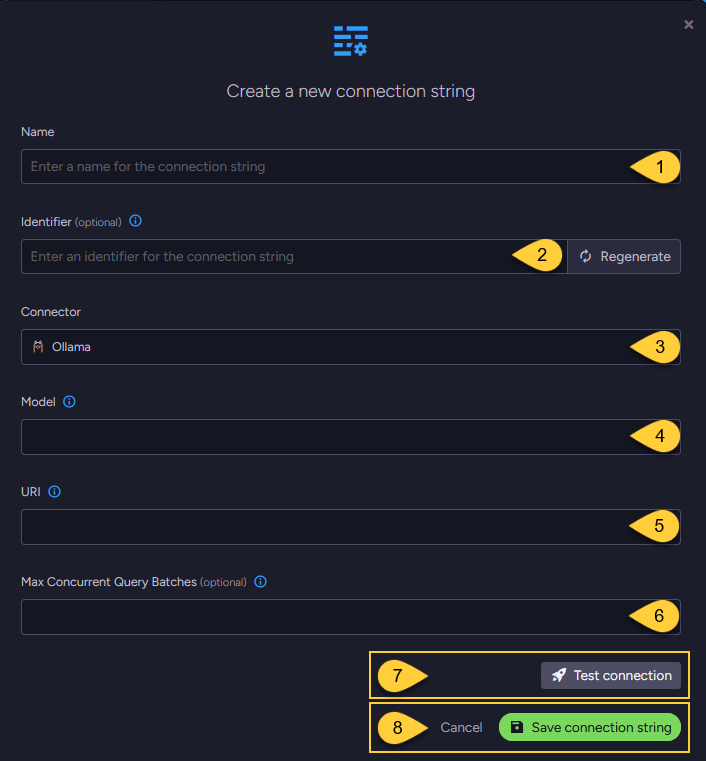 ×
Create a new connection string
Name
Enter a name for the connection string 1
Identifier (optional)
Enter an identifier for the connection string 2 Regenerate
Connector
Ollama 3
Model
4
URI
5
Max Concurrent Query Batches (optional)
6
7 Test connection
8 Cancel Save connection string